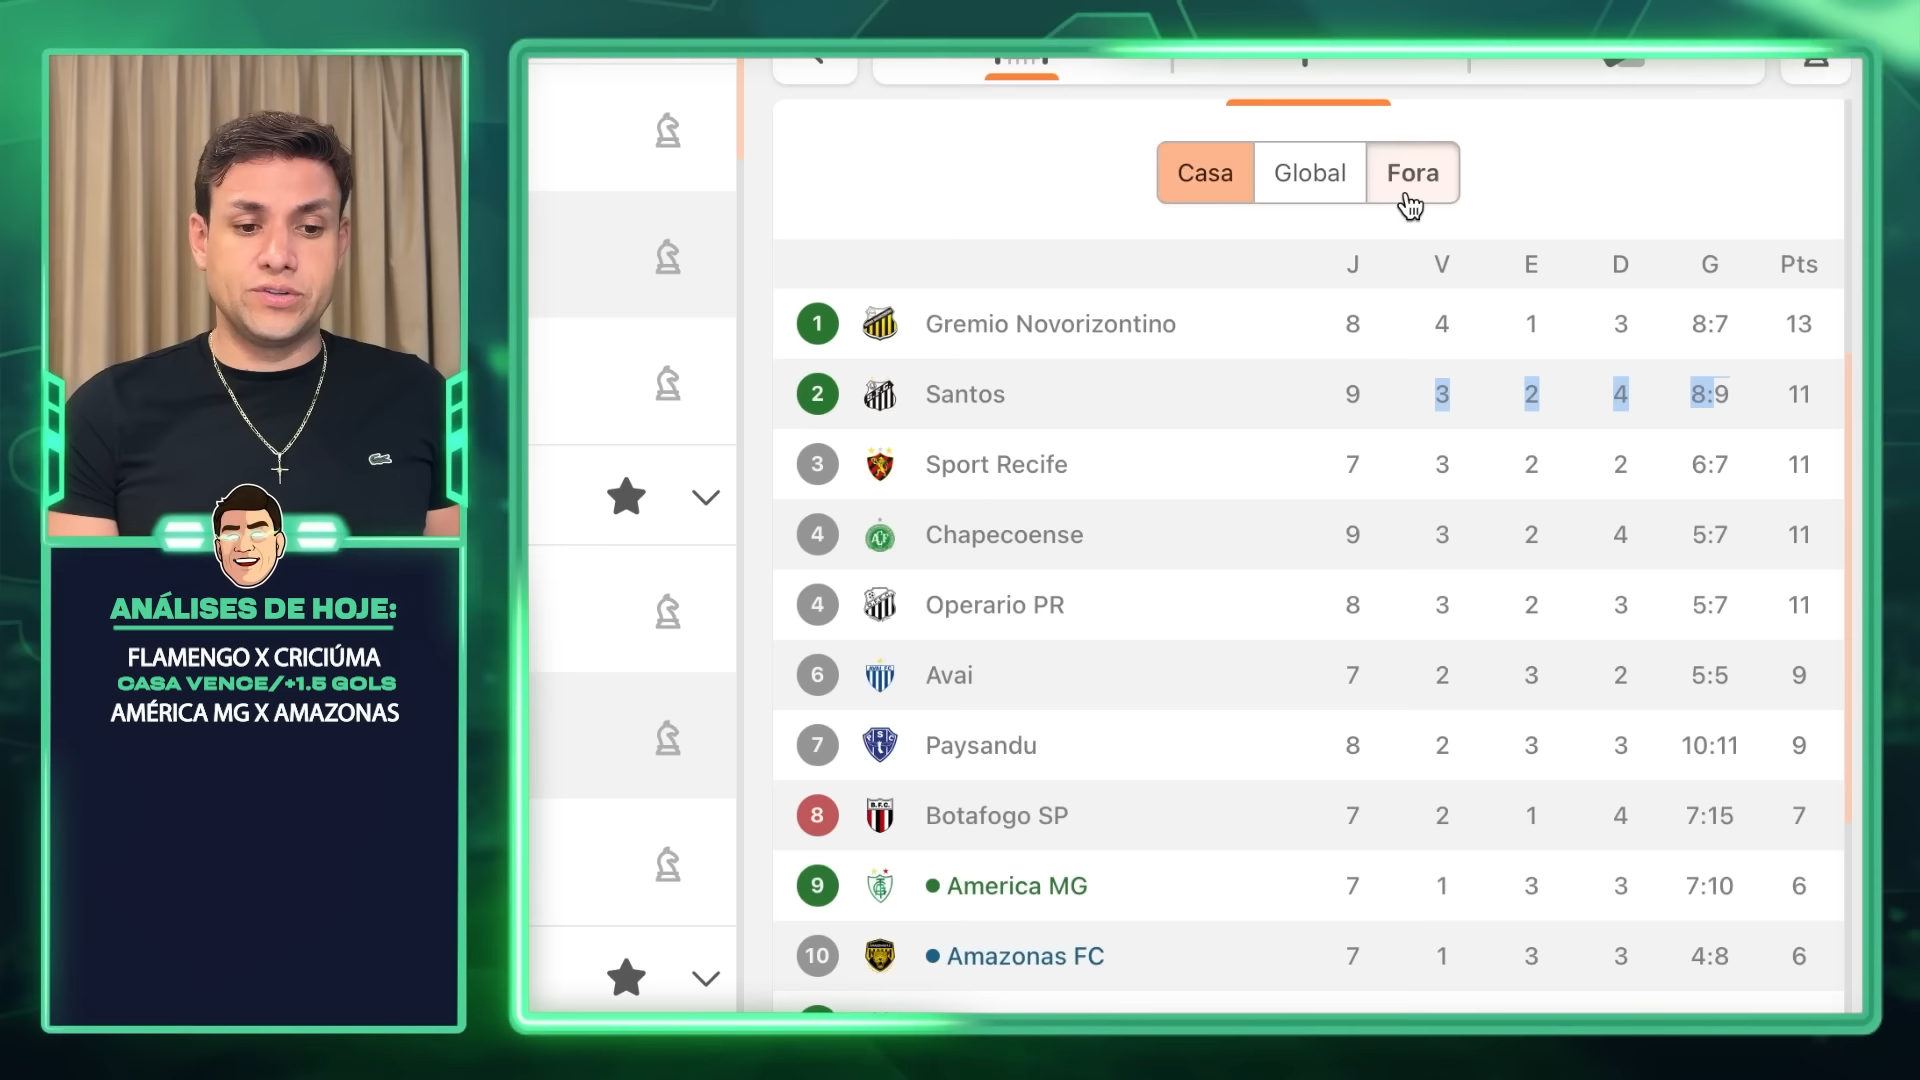 Casa Global Fora
J V E D G Pts
1 Gremio Novorizontino 8 4 1 3 8:7 13
2 Santos 9 3 2 4 8:9 11
3 Sport Recife 7 3 2 2 6:7 11
4 Chapecoense 9 3 2 4 5:7 11
4 Operario PR 8 3 2 3 5:7 11
6 Avai 7 2 3 2 5:5 9
7 Paysandu 8 2 3 3 10:11 9
8 Botafogo SP 7 2 1 4 7:15 7
9 America MG 7 1 3 3 7:10 6
10 Amazonas FC 7 1 3 3 4:8 6
ANÁLISES DE HOJE:
FLAMENGO X CRICIÚMA
CASA VENCE/+1.5 GOLS
AMÉRICA MG X AMAZONAS